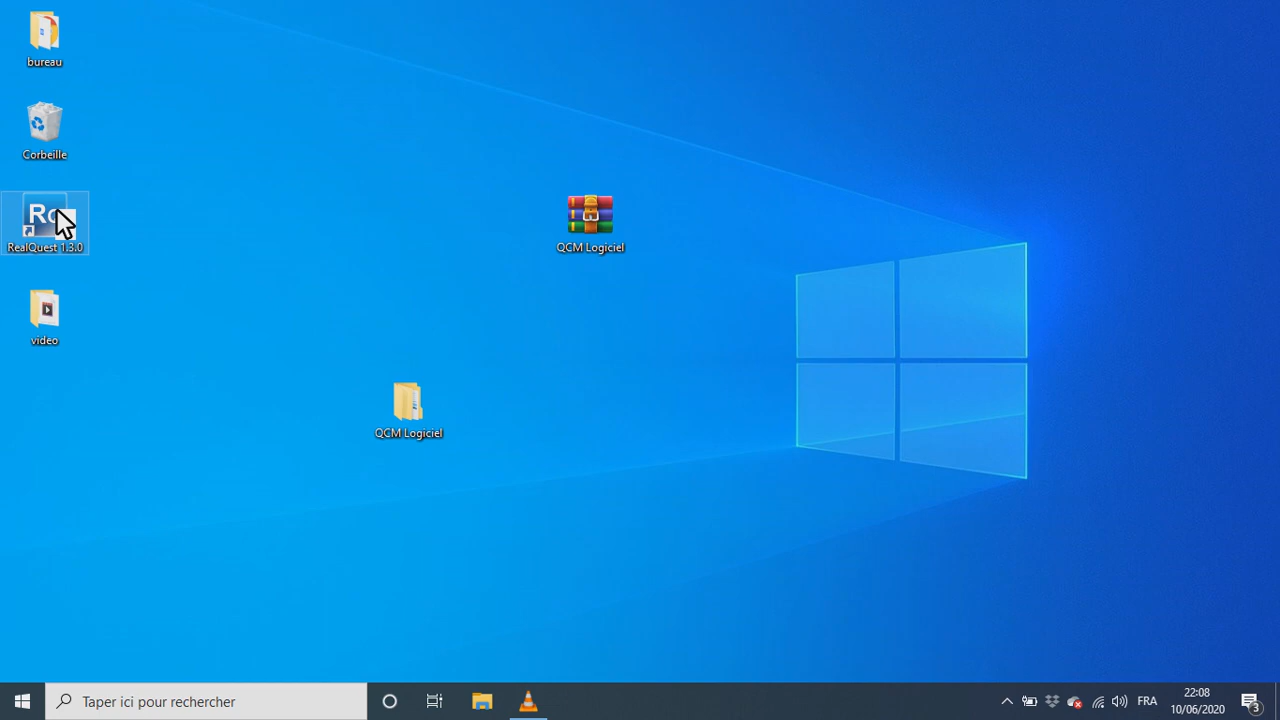 bureau
Corbeille
RealQuest 1.3.0
video
QCM Logiciel
QCM Logiciel
Taper ici pour rechercher
FRA
22:08
10/06/2020
3